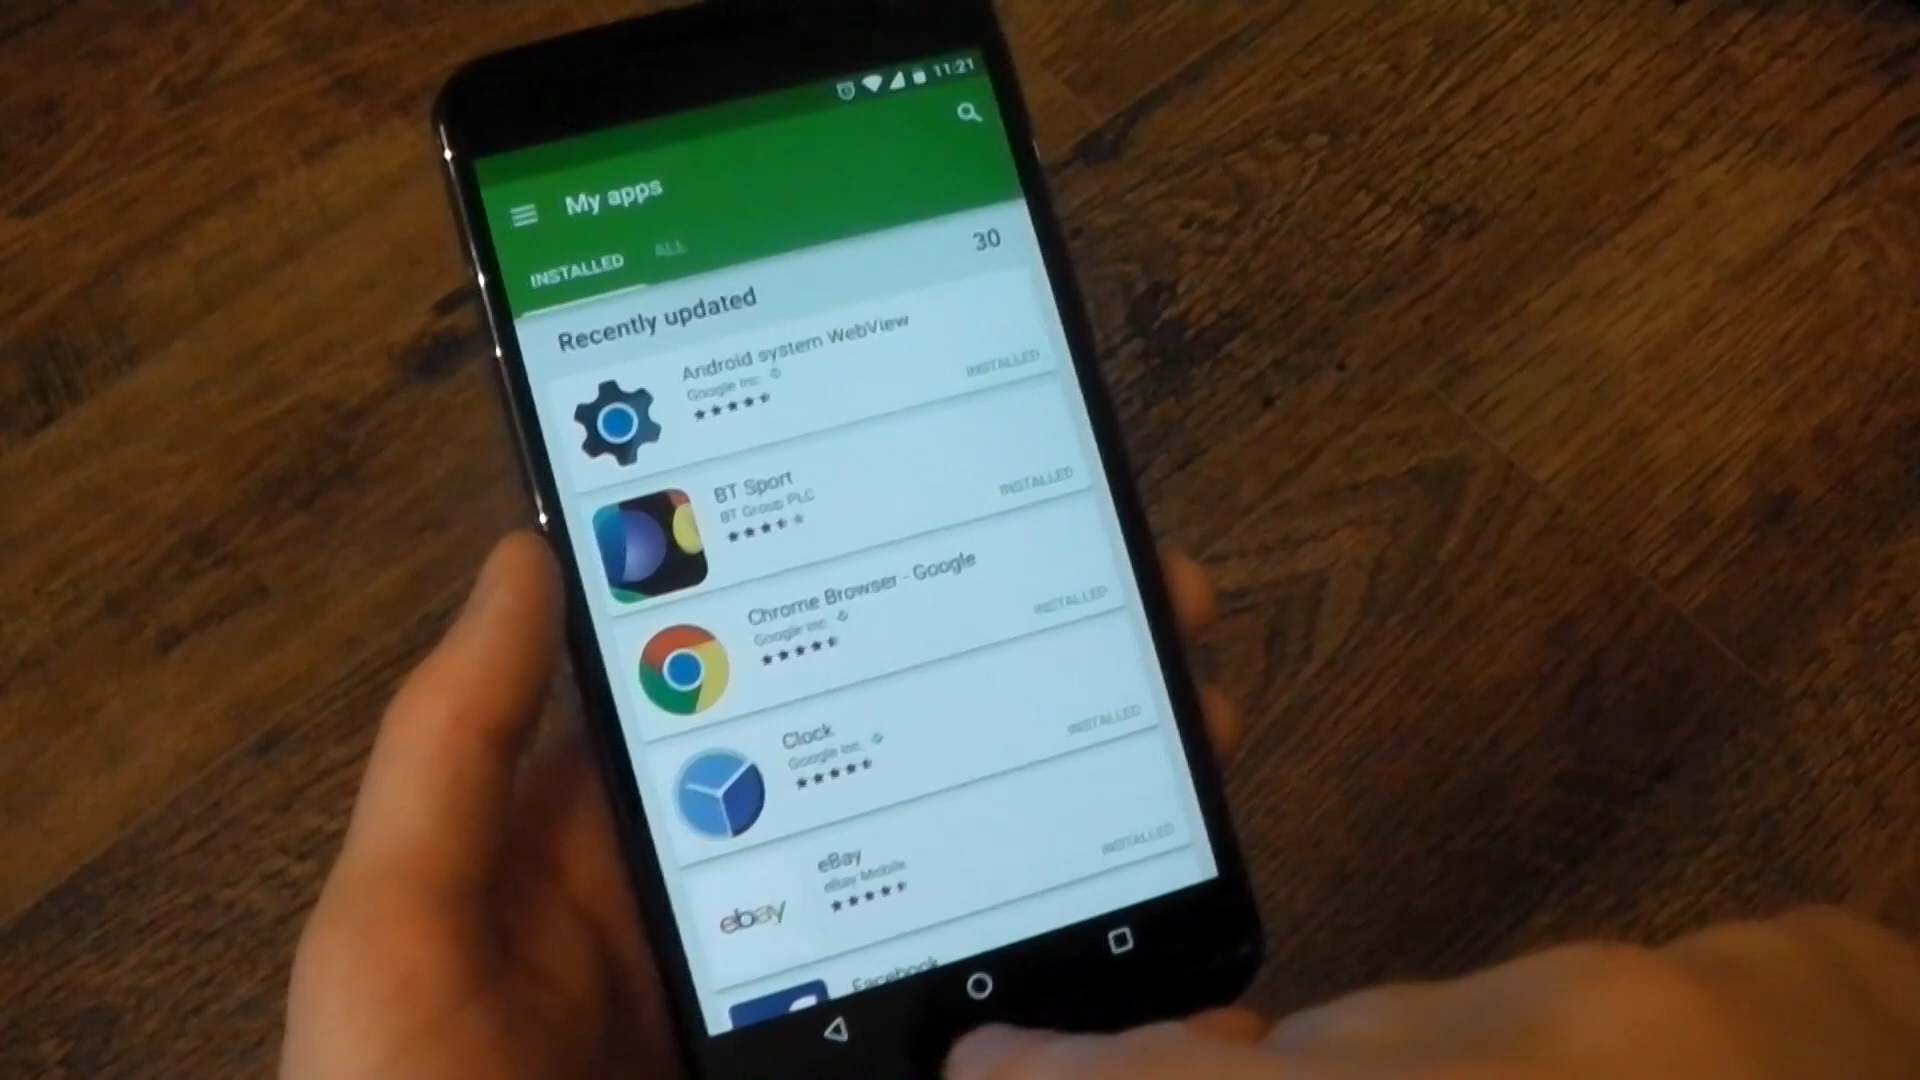 11:21
My apps
INSTALLED
ALL
Recently updated
30
Android system WebView
Google Inc.
INSTALLED
BT Sport
BT Group PLC
INSTALLED
Chrome Browser - Google
Google Inc.
INSTALLED
Clock
Google Inc.
INSTALLED
eBay
eBay Mobile
INSTALLED
ebay
Facebook